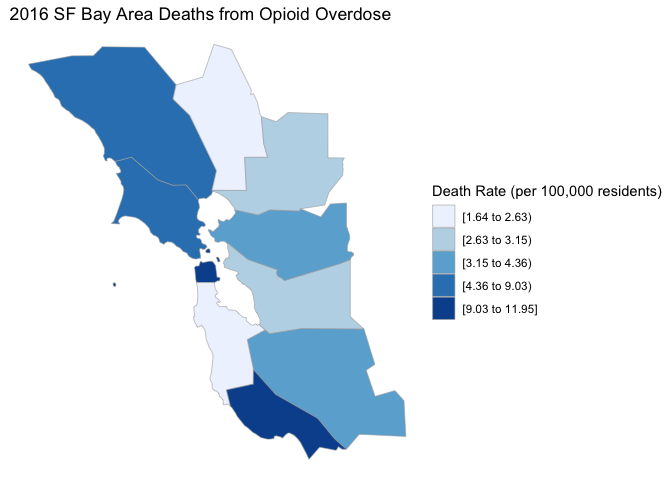 2016 SF Bay Area Deaths from Opioid Overdose
Death Rate (per 100,000 residents)
[1.64 to 2.63)
[2.63 to 3.15)
[3.15 to 4.36)
[4.36 to 9.03)
[9.03 to 11.95]